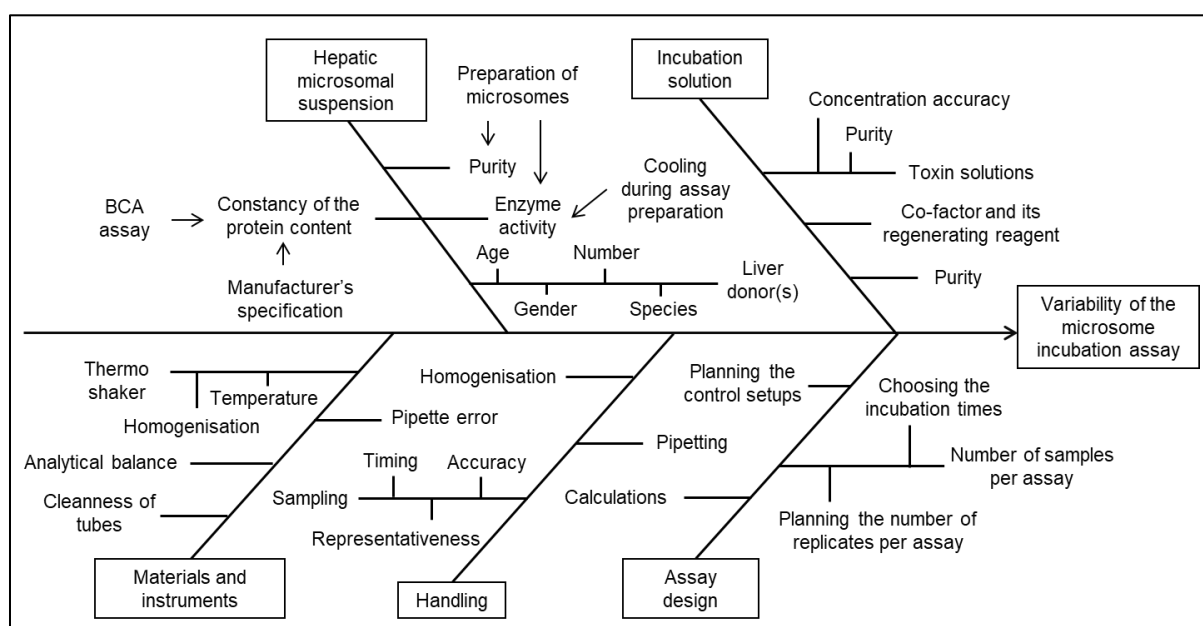 Hepatic
microsomal
suspension
Preparation of
microsomes
Incubation
solution
Concentration accuracy
Purity
Toxin solutions
Purity
Cooling
during assay
preparation
BCA
assay
Constancy of the
protein content
Enzyme
activity
Co-factor and its
regenerating reagent
Age
Number
Liver
donor(s)
Purity
Manufacturer's
specification
Gender
Species
Variability of the
microsome
incubation assay
Thermo
shaker
Temperature
Homogenisation
Homogenisation
Planning the
control setups
Choosing the
incubation times
Pipette error
Pipetting
Analytical balance
Timing
Accuracy
Number of samples
per assay
Cleanness of
tubes
Sampling
Calculations
Representativeness
Planning the number of
replicates per assay
Materials and
instruments
Handling
Assay
design